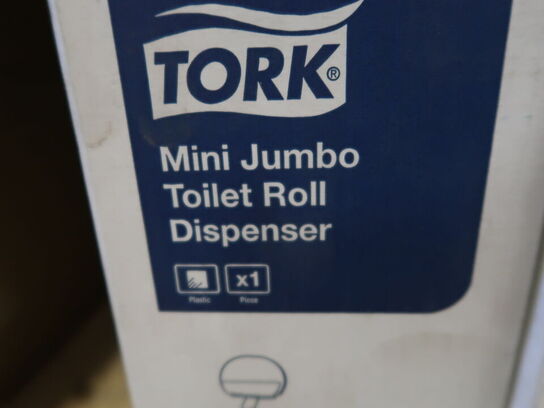 TORK®
Mini Jumbo
Toilet Roll
Dispenser
x1
Plastic Piece